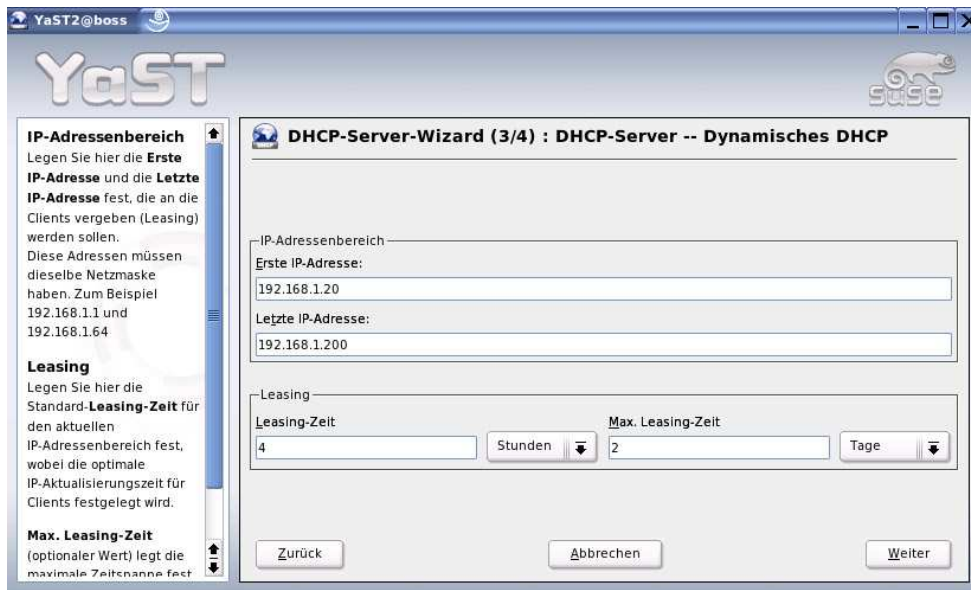 YaST2@boss
YaST
suse
IP-Adressenbereich
Legen Sie hier die Erste
IP-Adresse und die Letzte
IP-Adresse fest, die an die
Clients vergeben (Leasing)
werden sollen.
Diese Adressen müssen
dieselbe Netzmaske
haben. Zum Beispiel
192.168.1.1 und
192.168.1.64
Leasing
Legen Sie hier die
Standard-Leasing-Zeit für
den aktuellen
IP-Adressenbereich fest,
wobei die optimale
IP-Aktualisierungszeit für
Clients festgelegt wird.
Max. Leasing-Zeit
(optionaler Wert) legt die
maximale Zeitspanne fest
DHCP-Server-Wizard (3/4) : DHCP-Server -- Dynamisches DHCP
IP-Adressenbereich
Erste IP-Adresse:
192.168.1.20
Letzte IP-Adresse:
192.168.1.200
Leasing
Leasing-Zeit
4
Stunden
Max. Leasing-Zeit
2
Tage
Zurück
Abbrechen
Weiter